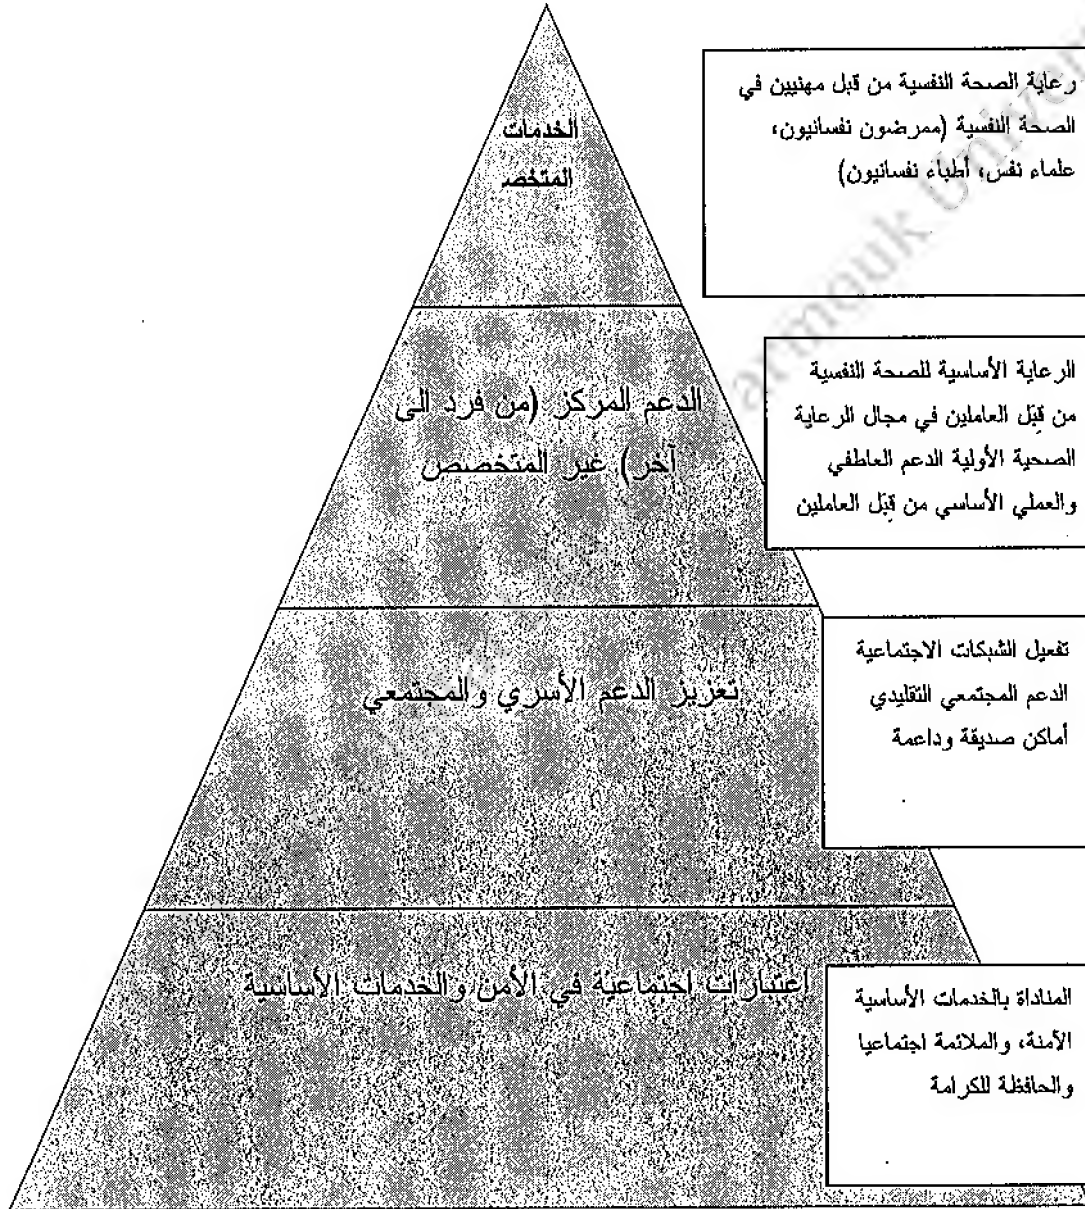 الخدمات
المتخص
رعاية الصحة النفسية من قبل مهنيين في
الصحة النفسية (ممرضون نفسانيون،
علماء نفس، أطباء نفسانيون)
الدعم المركز (من فرد الى
آخر) غير المتخصص
الرعاية الأساسية للصحة النفسية
من قِبَل العاملين في مجال الرعاية
الصحية الأولية الدعم العاطفي
والعملي الأساسي من قِبَل العاملين
تعزيز الدعم الأسري والمجتمعي
تفعيل الشبكات الاجتماعية
الدعم المجتمعي التقليدي
أماكن صديقة وداعمة
اعتبارات اجتماعية في الأمن والخدمات الأساسية
المناداة بالخدمات الأساسية
الآمنة، والملائمة اجتماعيا
والحافظة للكرامة
armouk Univer